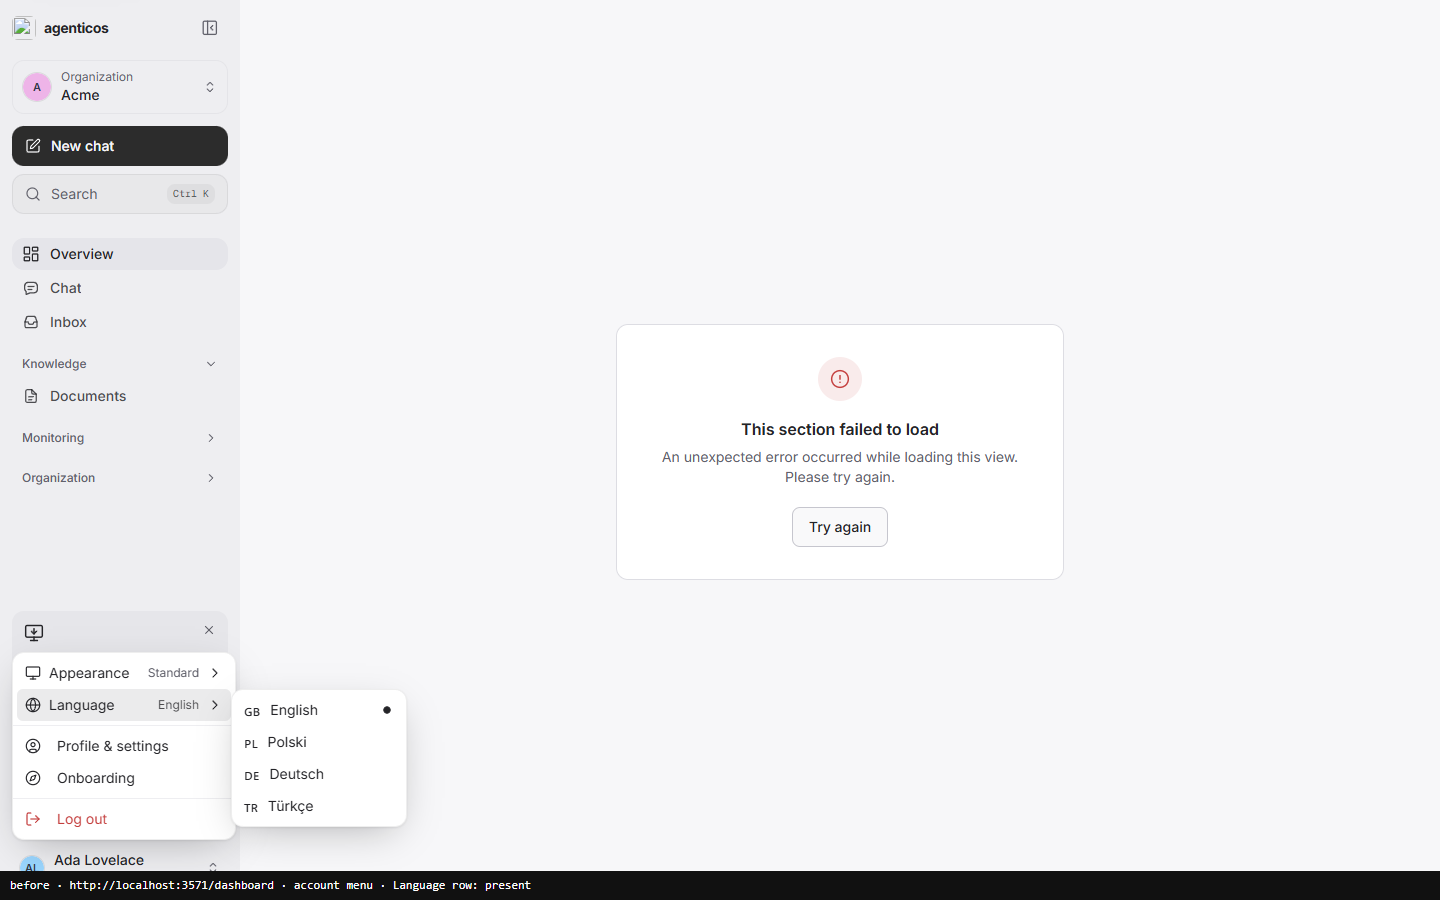 agenticos
A
Organization
Acme
New chat
Search
Ctrl K
Overview
Chat
Inbox
Knowledge
Documents
Monitoring
Organization
This section failed to load
An unexpected error occurred while loading this view.
Please try again.
Try again
Appearance
Standard
Language
English
GB English
PL Polski
DE Deutsch
TR Türkçe
Profile & settings
Onboarding
Log out
AL
Ada Lovelace
before · http://localhost:3571/dashboard · account menu · Language row: present